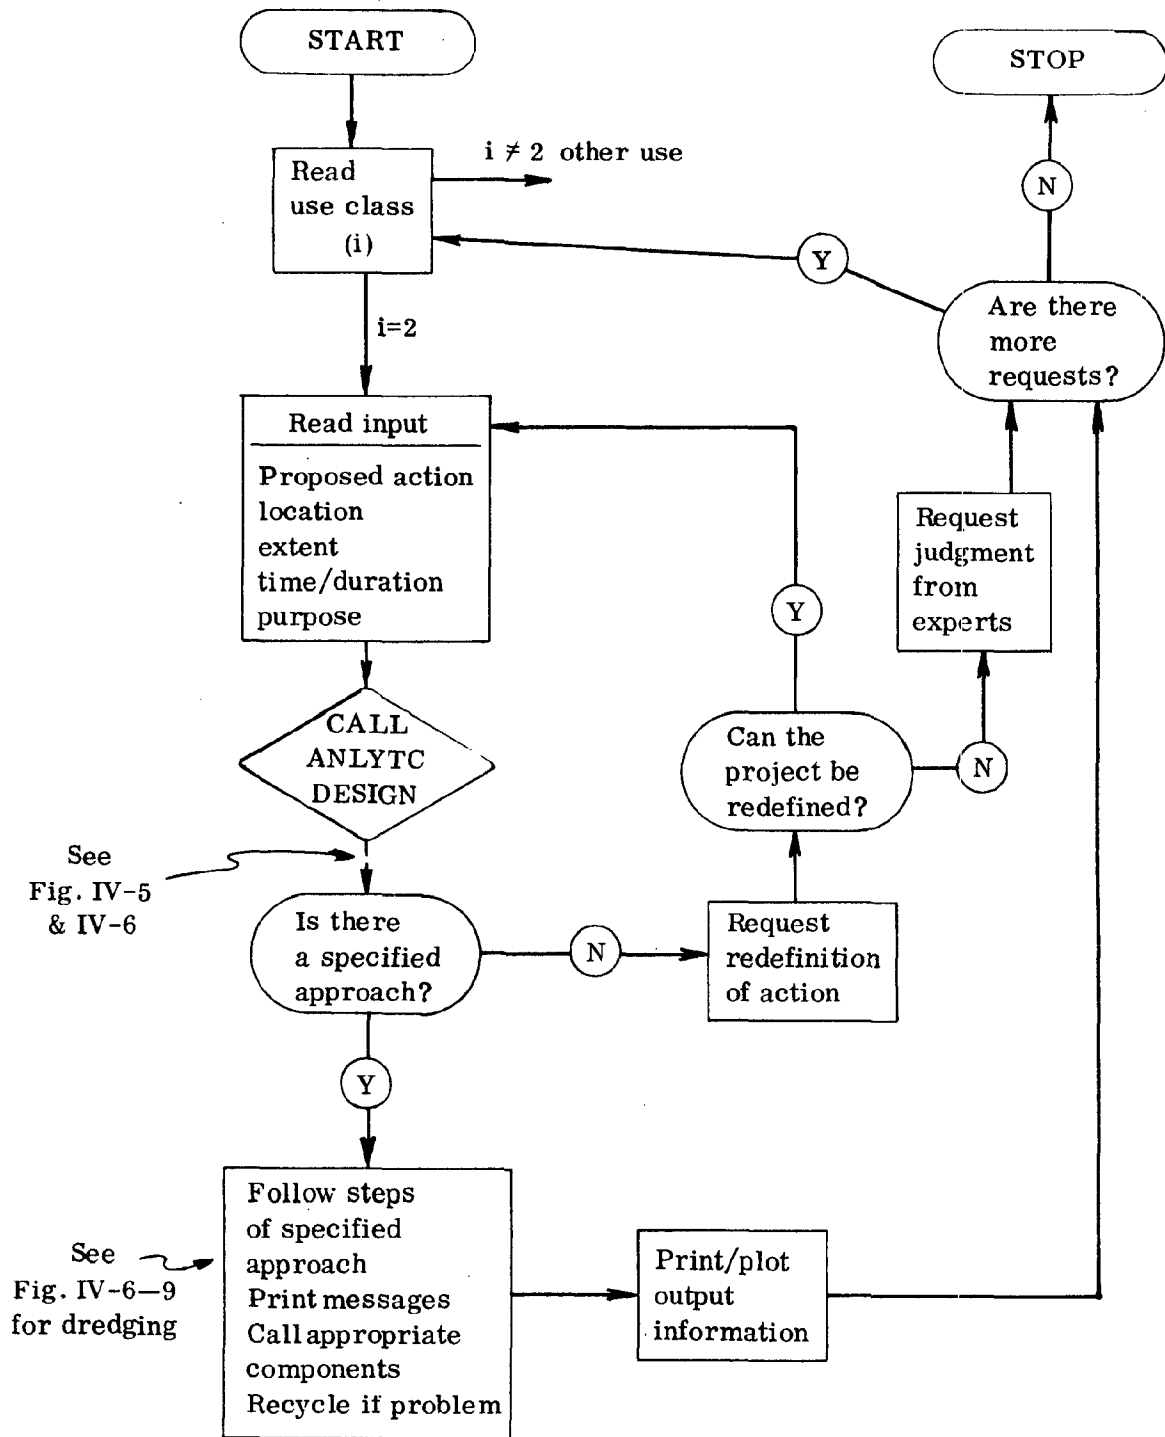 START
STOP
Read
use class
(i)
i ≠ 2 other use
N
Y
Are there
more
requests?
i=2
Read input
Proposed action
location
extent
time/duration
purpose
Request
judgment
from
experts
Y
CALL
ANLYTC
DESIGN
Can the
project be
redefined?
N
See
Fig. IV-5
& IV-6
Is there
a specified
approach?
N
Request
redefinition
of action
Y
Follow steps
of specified
approach
Print messages
Call appropriate
components
Recycle if problem
See
Fig. IV-6—9
for dredging
Print/plot
output
information